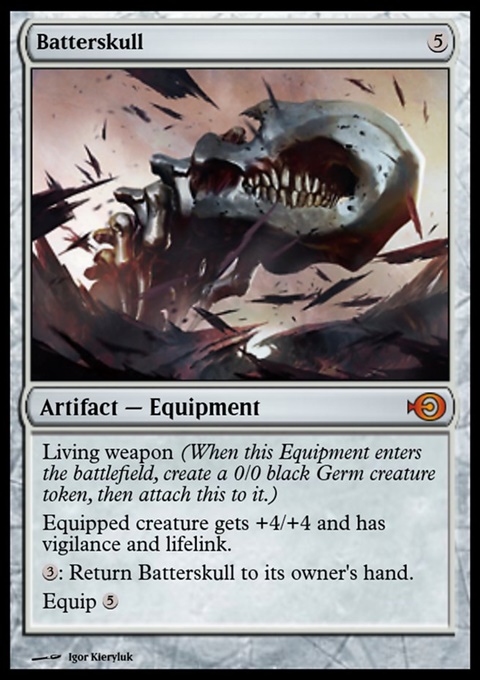 Batterskull 5
Artifact — Equipment
Living weapon (When this Equipment enters
the battlefield, create a 0/0 black Germ creature
token, then attach this to it.)
Equipped creature gets +4/+4 and has
vigilance and lifelink.
3: Return Batterskull to its owner's hand.
Equip 5
Igor Kieryluk